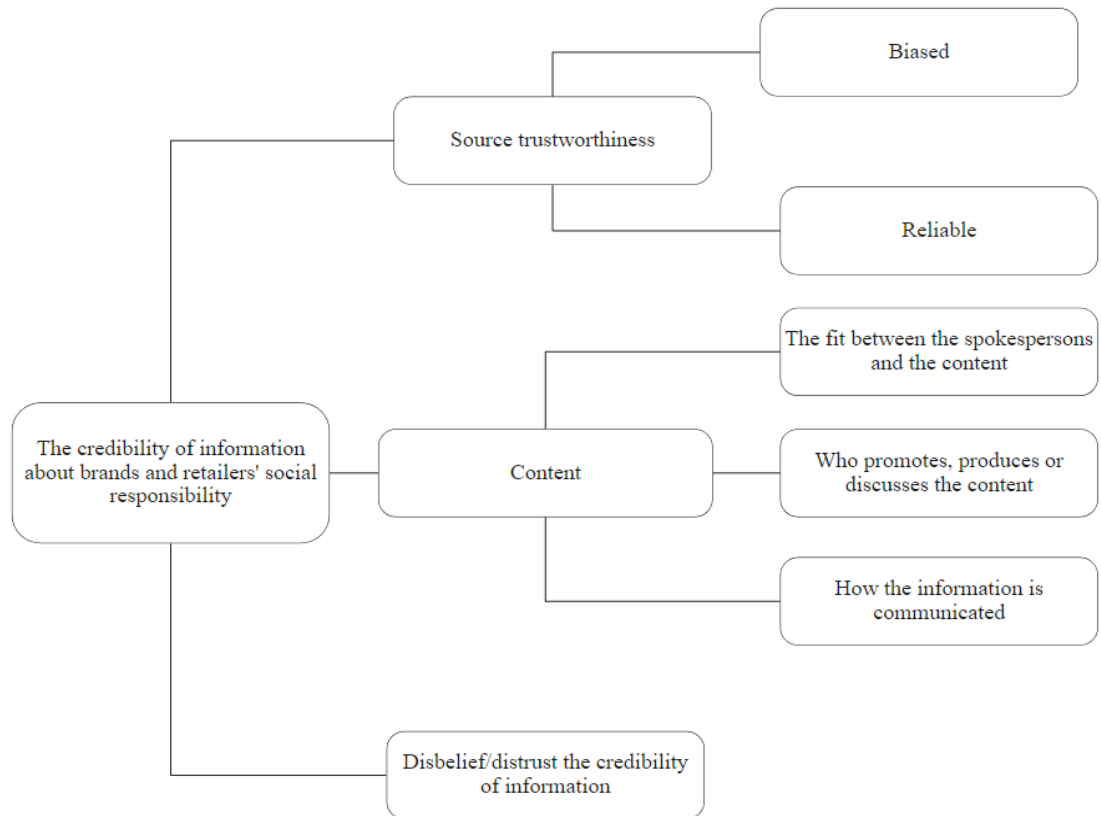 Biased
Source trustworthiness
Reliable
The fit between the spokespersons
and the content
The credibility of information
about brands and retailers' social
responsibility
Content
Who promotes, produces or
discusses the content
How the information is
communicated
Disbelief/distrust the credibility
of information